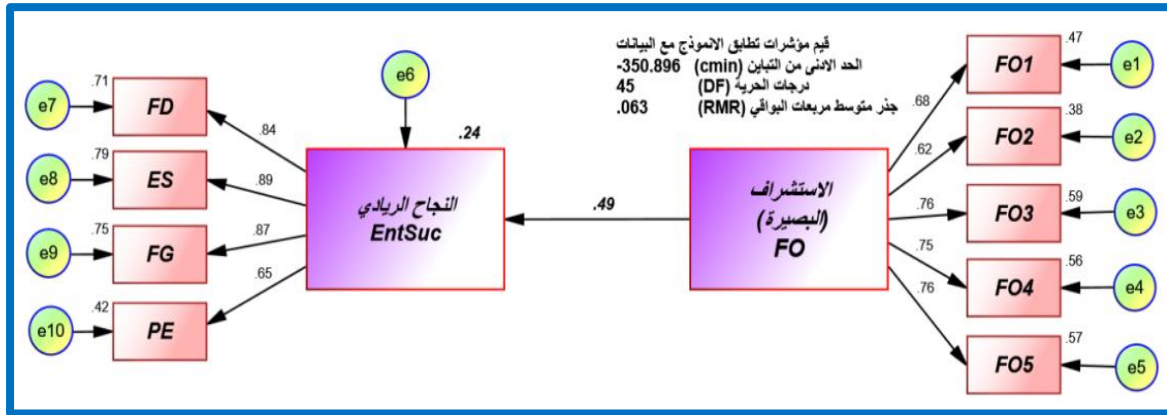 قيم مؤشرات تطابق الانموذج مع البيانات
الحد الادنى من التباين (cmin) -350.896
درجات الحرية (DF) 45
جذر متوسط مربعات البواقي (RMR) .063
e6
.24
النجاح الريادي
EntSuc
.49
الاستشراف
(البصيرة)
FO
e7
.71
FD
.84
e8
.79
ES
.89
e9
.75
FG
.87
e10
.42
PE
.65
.68
FO1
.47
e1
.62
FO2
.38
e2
.76
FO3
.59
e3
.75
FO4
.56
e4
.76
FO5
.57
e5